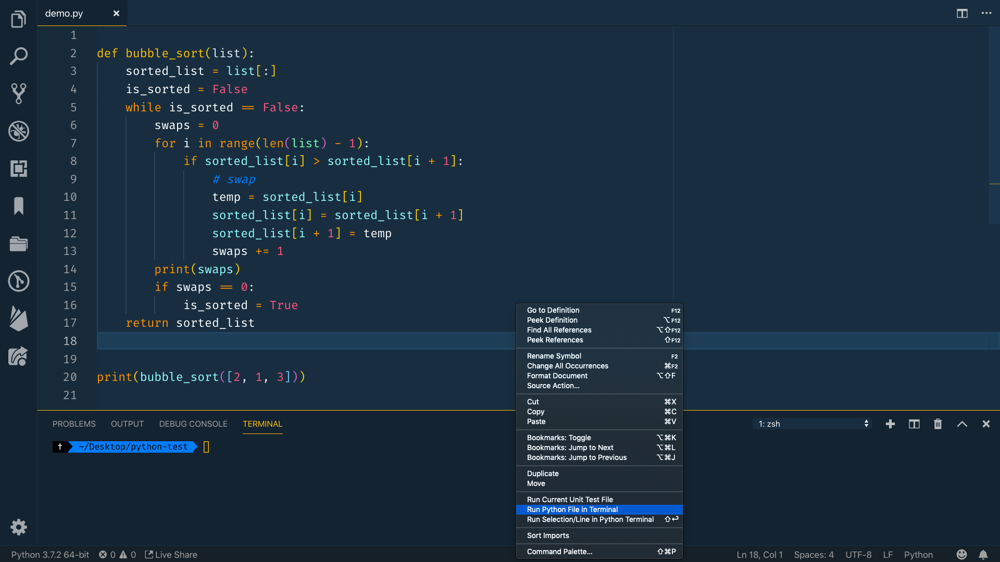 demo.py
1
2 def bubble_sort(list):
3 sorted_list = list[:]
4 is_sorted = False
5 while is_sorted == False:
6 swaps = 0
7 for i in range(len(list) - 1):
8 if sorted_list[i] > sorted_list[i + 1]:
9 # swap
10 temp = sorted_list[i]
11 sorted_list[i] = sorted_list[i + 1]
12 sorted_list[i + 1] = temp
13 swaps += 1
14 print(swaps)
15 if swaps == 0:
16 is_sorted = True
17 return sorted_list
18
19
20 print(bubble_sort([2, 1, 3]))
21
Go to Definition F12
Peek Definition ⌥F12
Find All References ⌥⇧F12
Peek References ⇧F12
Rename Symbol F2
Change All Occurrences ⌘F2
Format Document ⌥⇧F
Source Action...
Cut ⌘X
Copy ⌘C
Paste ⌘V
Bookmarks: Toggle ⌥⌘K
Bookmarks: Jump to Next ⌥⌘L
Bookmarks: Jump to Previous ⌥⌘J
Duplicate
Move
Run Current Unit Test File
Run Python File in Terminal
Run Selection/Line in Python Terminal ⇧↩
Sort Imports
Command Palette... ⇧⌘P
PROBLEMS OUTPUT DEBUG CONSOLE TERMINAL 1: zsh
† ~/Desktop/python-test
Python 3.7.2 64-bit 0 0 Live Share Ln 18, Col 1 Spaces: 4 UTF-8 LF Python